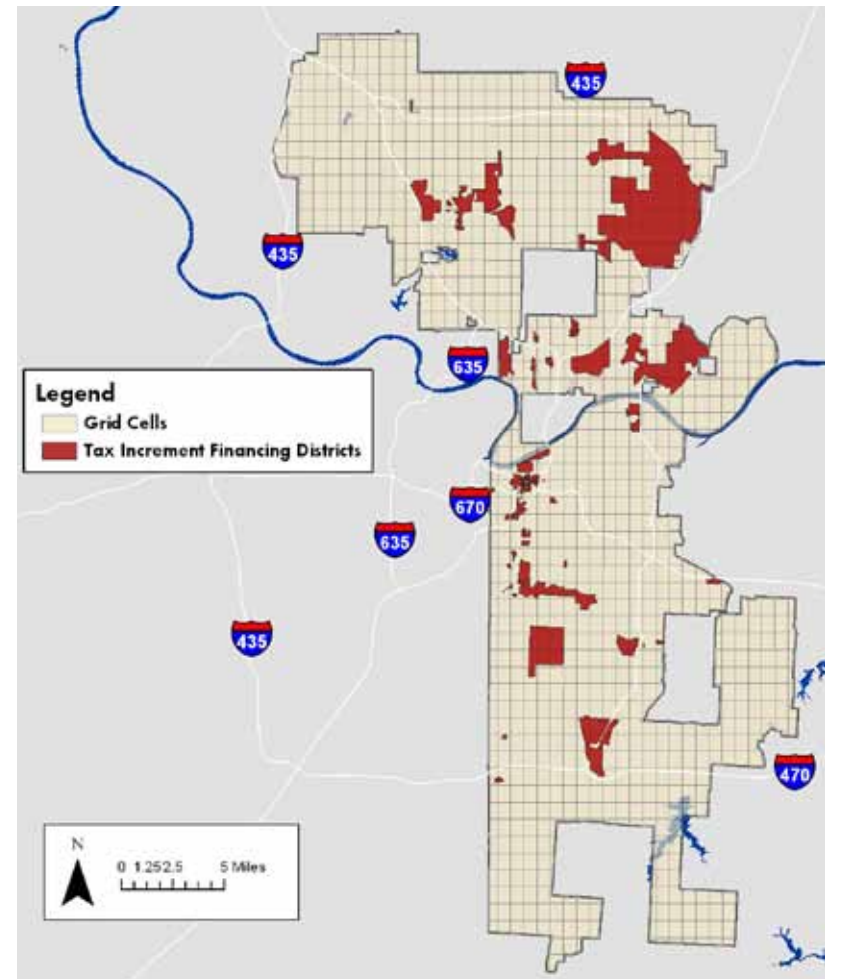 435
435
635
Legend
Grid Cells
Tax Increment Financing Districts
670
635
435
470
N
0 1.252.5 5 Miles